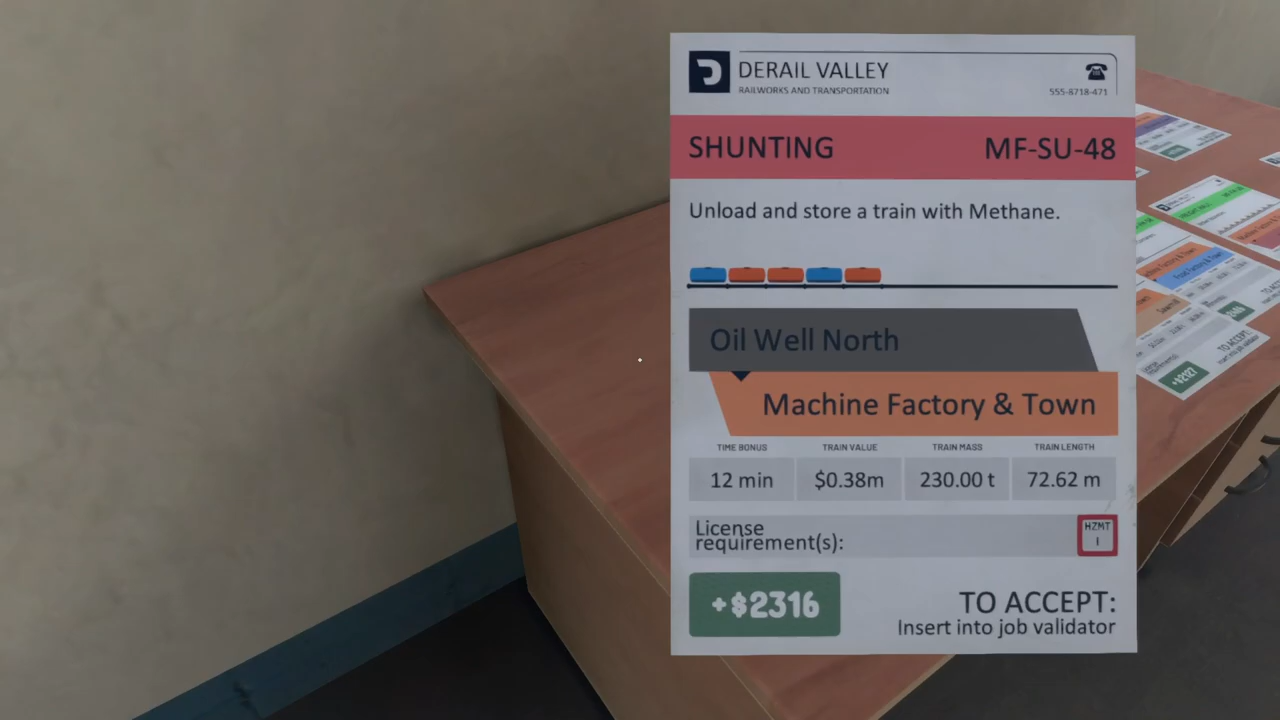 DERAIL VALLEY
RAILWORKS AND TRANSPORTATION
555-8718-471
SHUNTING MF-SU-48
Unload and store a train with Methane.
Oil Well North
Machine Factory & Town
TIME BONUS TRAIN VALUE TRAIN MASS TRAIN LENGTH
12 min $0.38m 230.00 t 72.62 m
License
requirement(s):
HZMT
I
+$2316
TO ACCEPT:
Insert into job validator